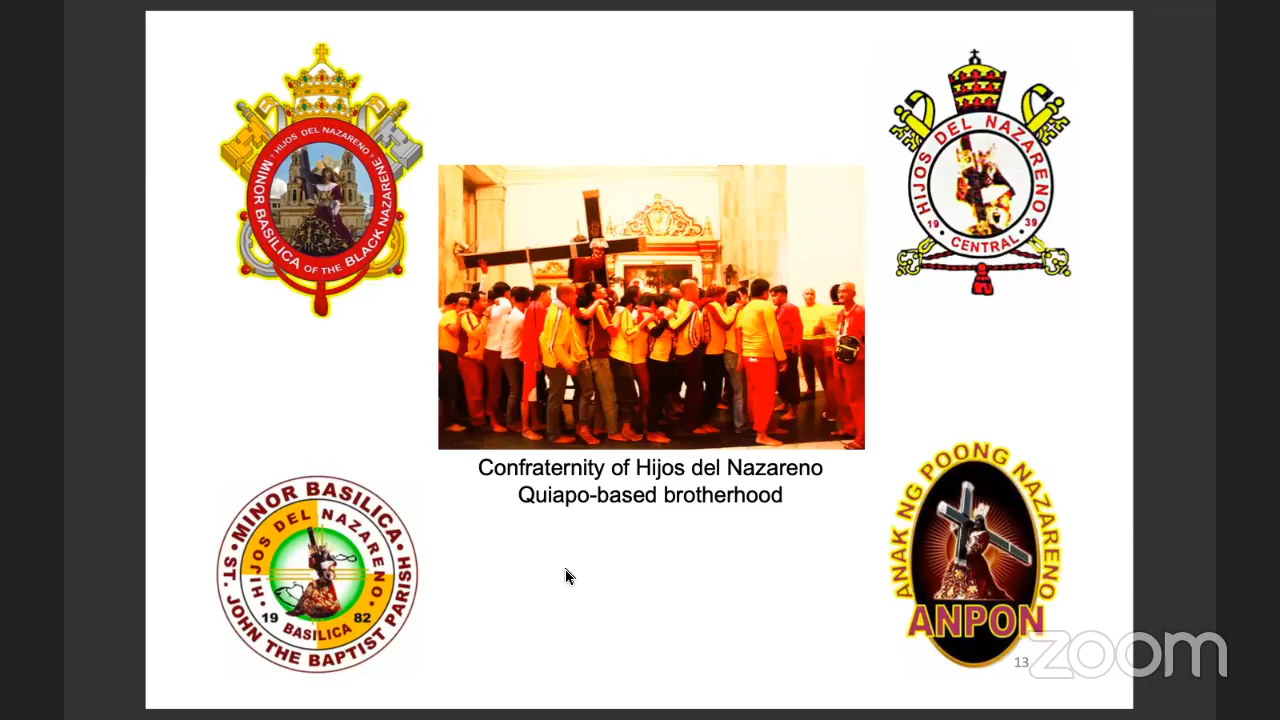 † HIJOS DEL NAZARENO †
MINOR BASILICA OF THE BLACK NAZARENE
HIJOS DEL NAZARENO
19 39
• CENTRAL •
Confraternity of Hijos del Nazareno
Quiapo-based brotherhood
• MINOR BASILICA •
ST. JOHN THE BAPTIST PARISH
• HIJOS DEL NAZARENO •
19 82
BASILICA
ANAK NG POONG NAZARENO
ANPON
13
zoom